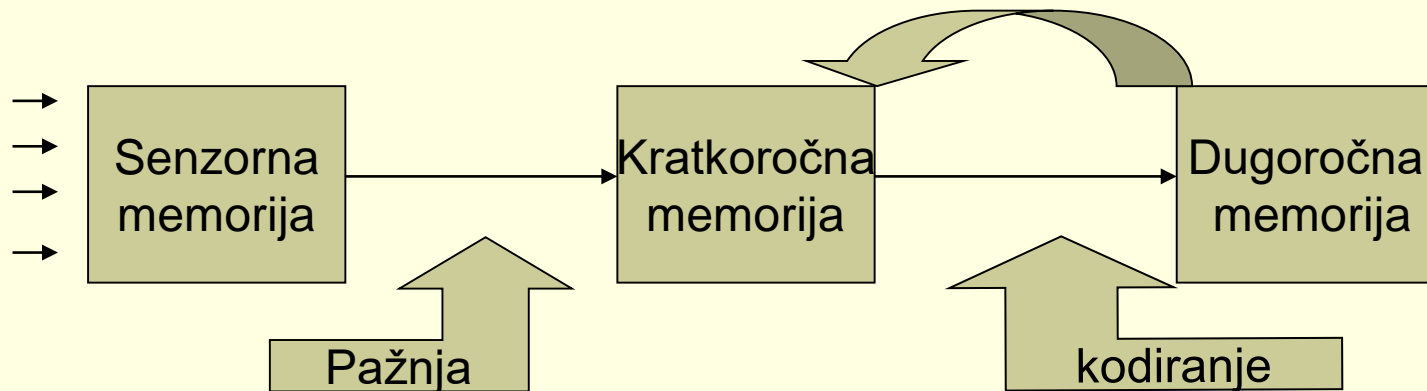 Senzorna
memorija
Kratkoročna
memorija
Dugoročna
memorija
Pažnja
kodiranje